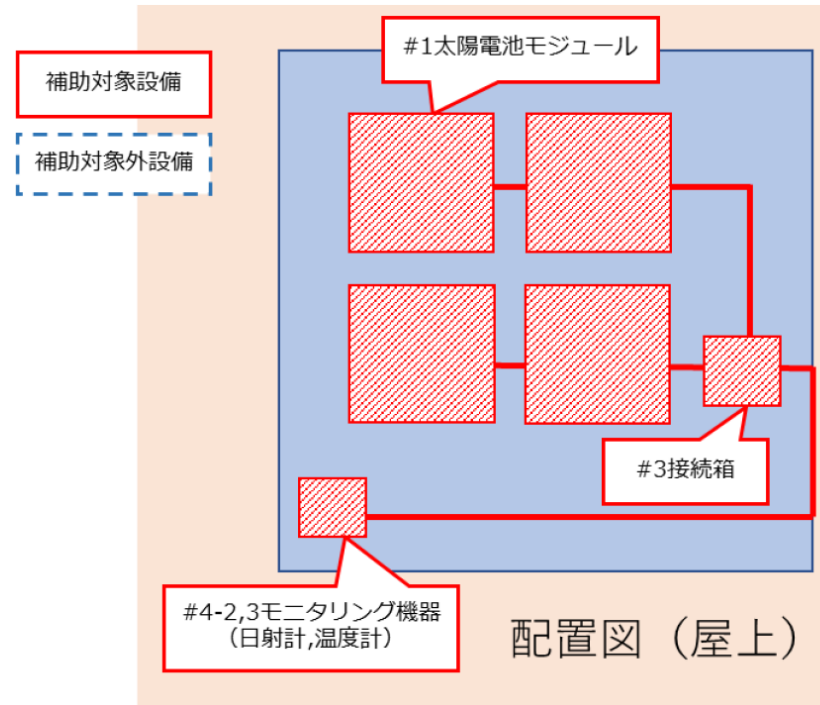 #1太陽電池モジュール
補助対象設備
補助対象外設備
#3接続箱
#4-2,3モニタリング機器
（日射計,温度計）
配置図（屋上）